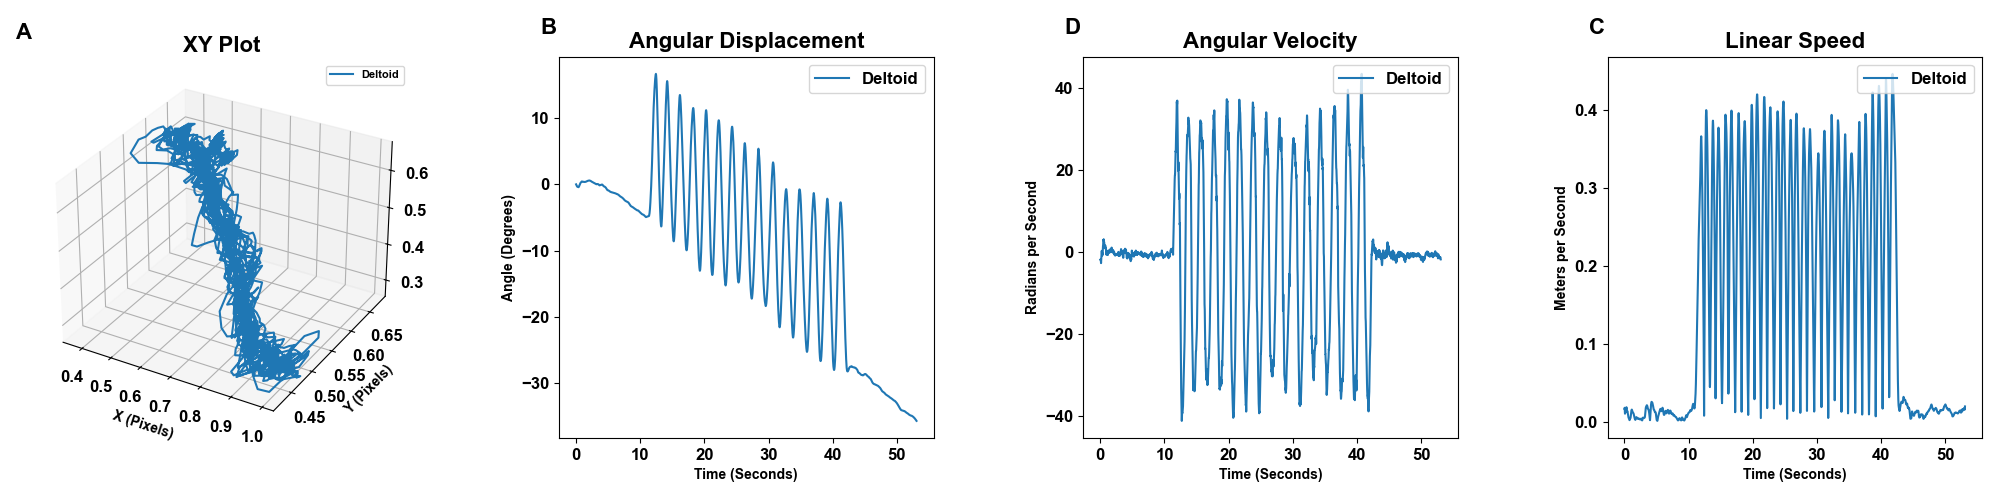 A
XY Plot
Deltoid
0.6
0.5
0.4
0.3
0.65
0.60
0.55
0.50
0.45
Y (Pixels)
0.4
0.5
0.6
0.7
0.8
0.9
1.0
X (Pixels)
B
Angular Displacement
Deltoid
Angle (Degrees)
10
0
−10
−20
−30
0
10
20
30
40
50
Time (Seconds)
D
Angular Velocity
Deltoid
Radians per Second
40
20
0
−20
−40
0
10
20
30
40
50
Time (Seconds)
C
Linear Speed
Deltoid
Meters per Second
0.4
0.3
0.2
0.1
0.0
0
10
20
30
40
50
Time (Seconds)